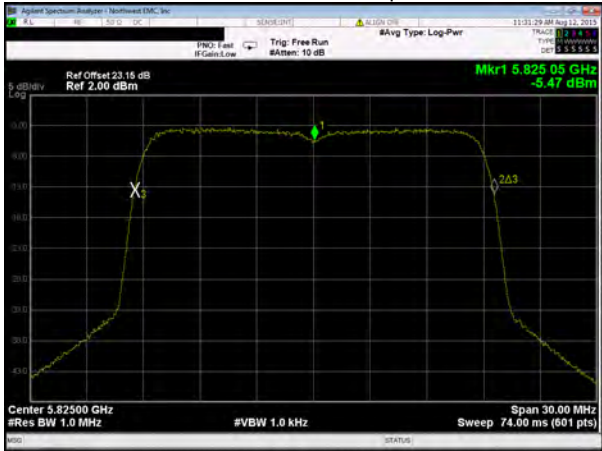 Agilent Spectrum Analyzer - Northwest EMC, Inc
RL RF 50 Ω DC SENSE:INT ALIGN OFF 11:31:29 AM Aug 12, 2015
#Avg Type: Log-Pwr
TRACE 1 2 3 4 5 6
PNO: Fast Trig: Free Run TYPE
IFGain:Low #Atten: 10 dB DET S S S S S S
Mkr1 5.825 05 GHz
-5.47 dBm
Ref Offset 23.15 dB
5 dB/div Ref 2.00 dBm
Log
1
2Δ3
X3
Center 5.82500 GHz Span 30.00 MHz
#Res BW 1.0 MHz #VBW 1.0 kHz Sweep 74.00 ms (601 pts)
MSG STATUS